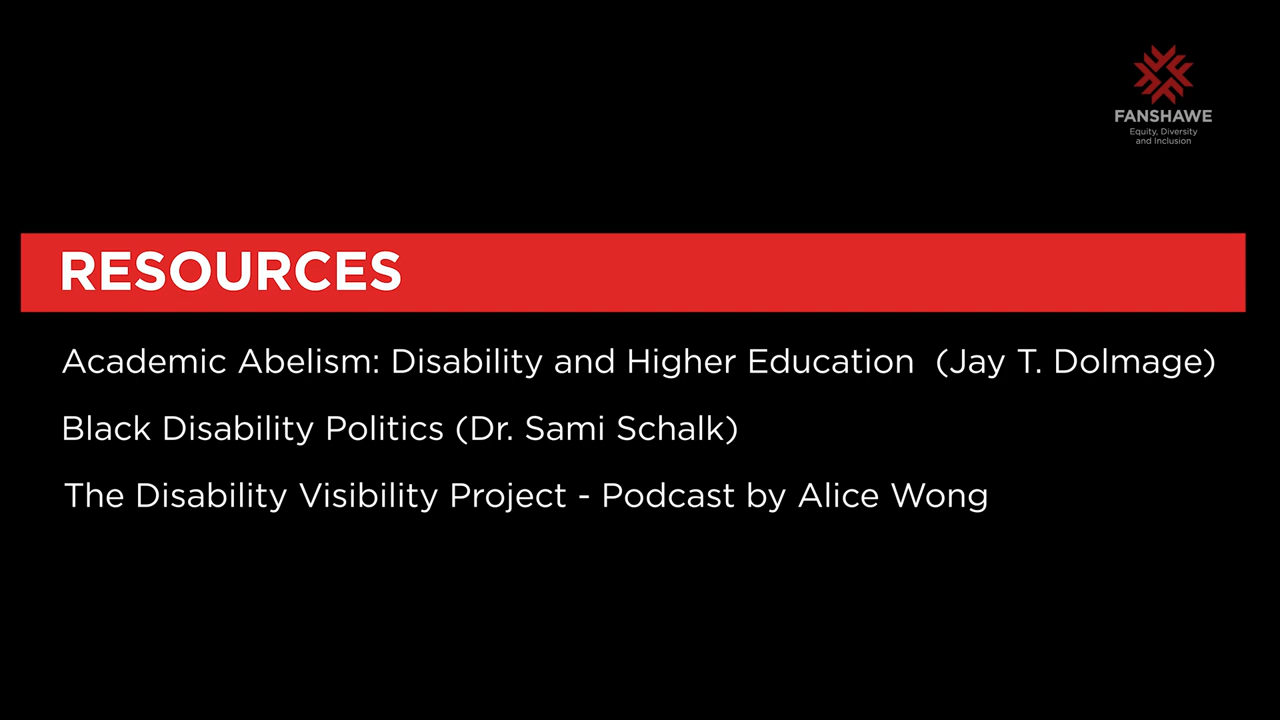 FANSHAWE
Equity, Diversity
and Inclusion
RESOURCES
Academic Abelism: Disability and Higher Education (Jay T. Dolmage)
Black Disability Politics (Dr. Sami Schalk)
The Disability Visibility Project - Podcast by Alice Wong